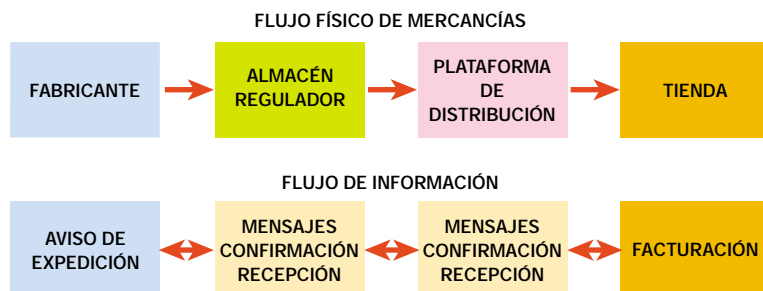 FLUJO FÍSICO DE MERCANCÍAS
FABRICANTE
ALMACÉN
REGULADOR
PLATAFORMA
DE
DISTRIBUCIÓN
TIENDA
FLUJO DE INFORMACIÓN
AVISO DE
EXPEDICIÓN
MENSAJES
CONFIRMACIÓN
RECEPCIÓN
MENSAJES
CONFIRMACIÓN
RECEPCIÓN
FACTURACIÓN